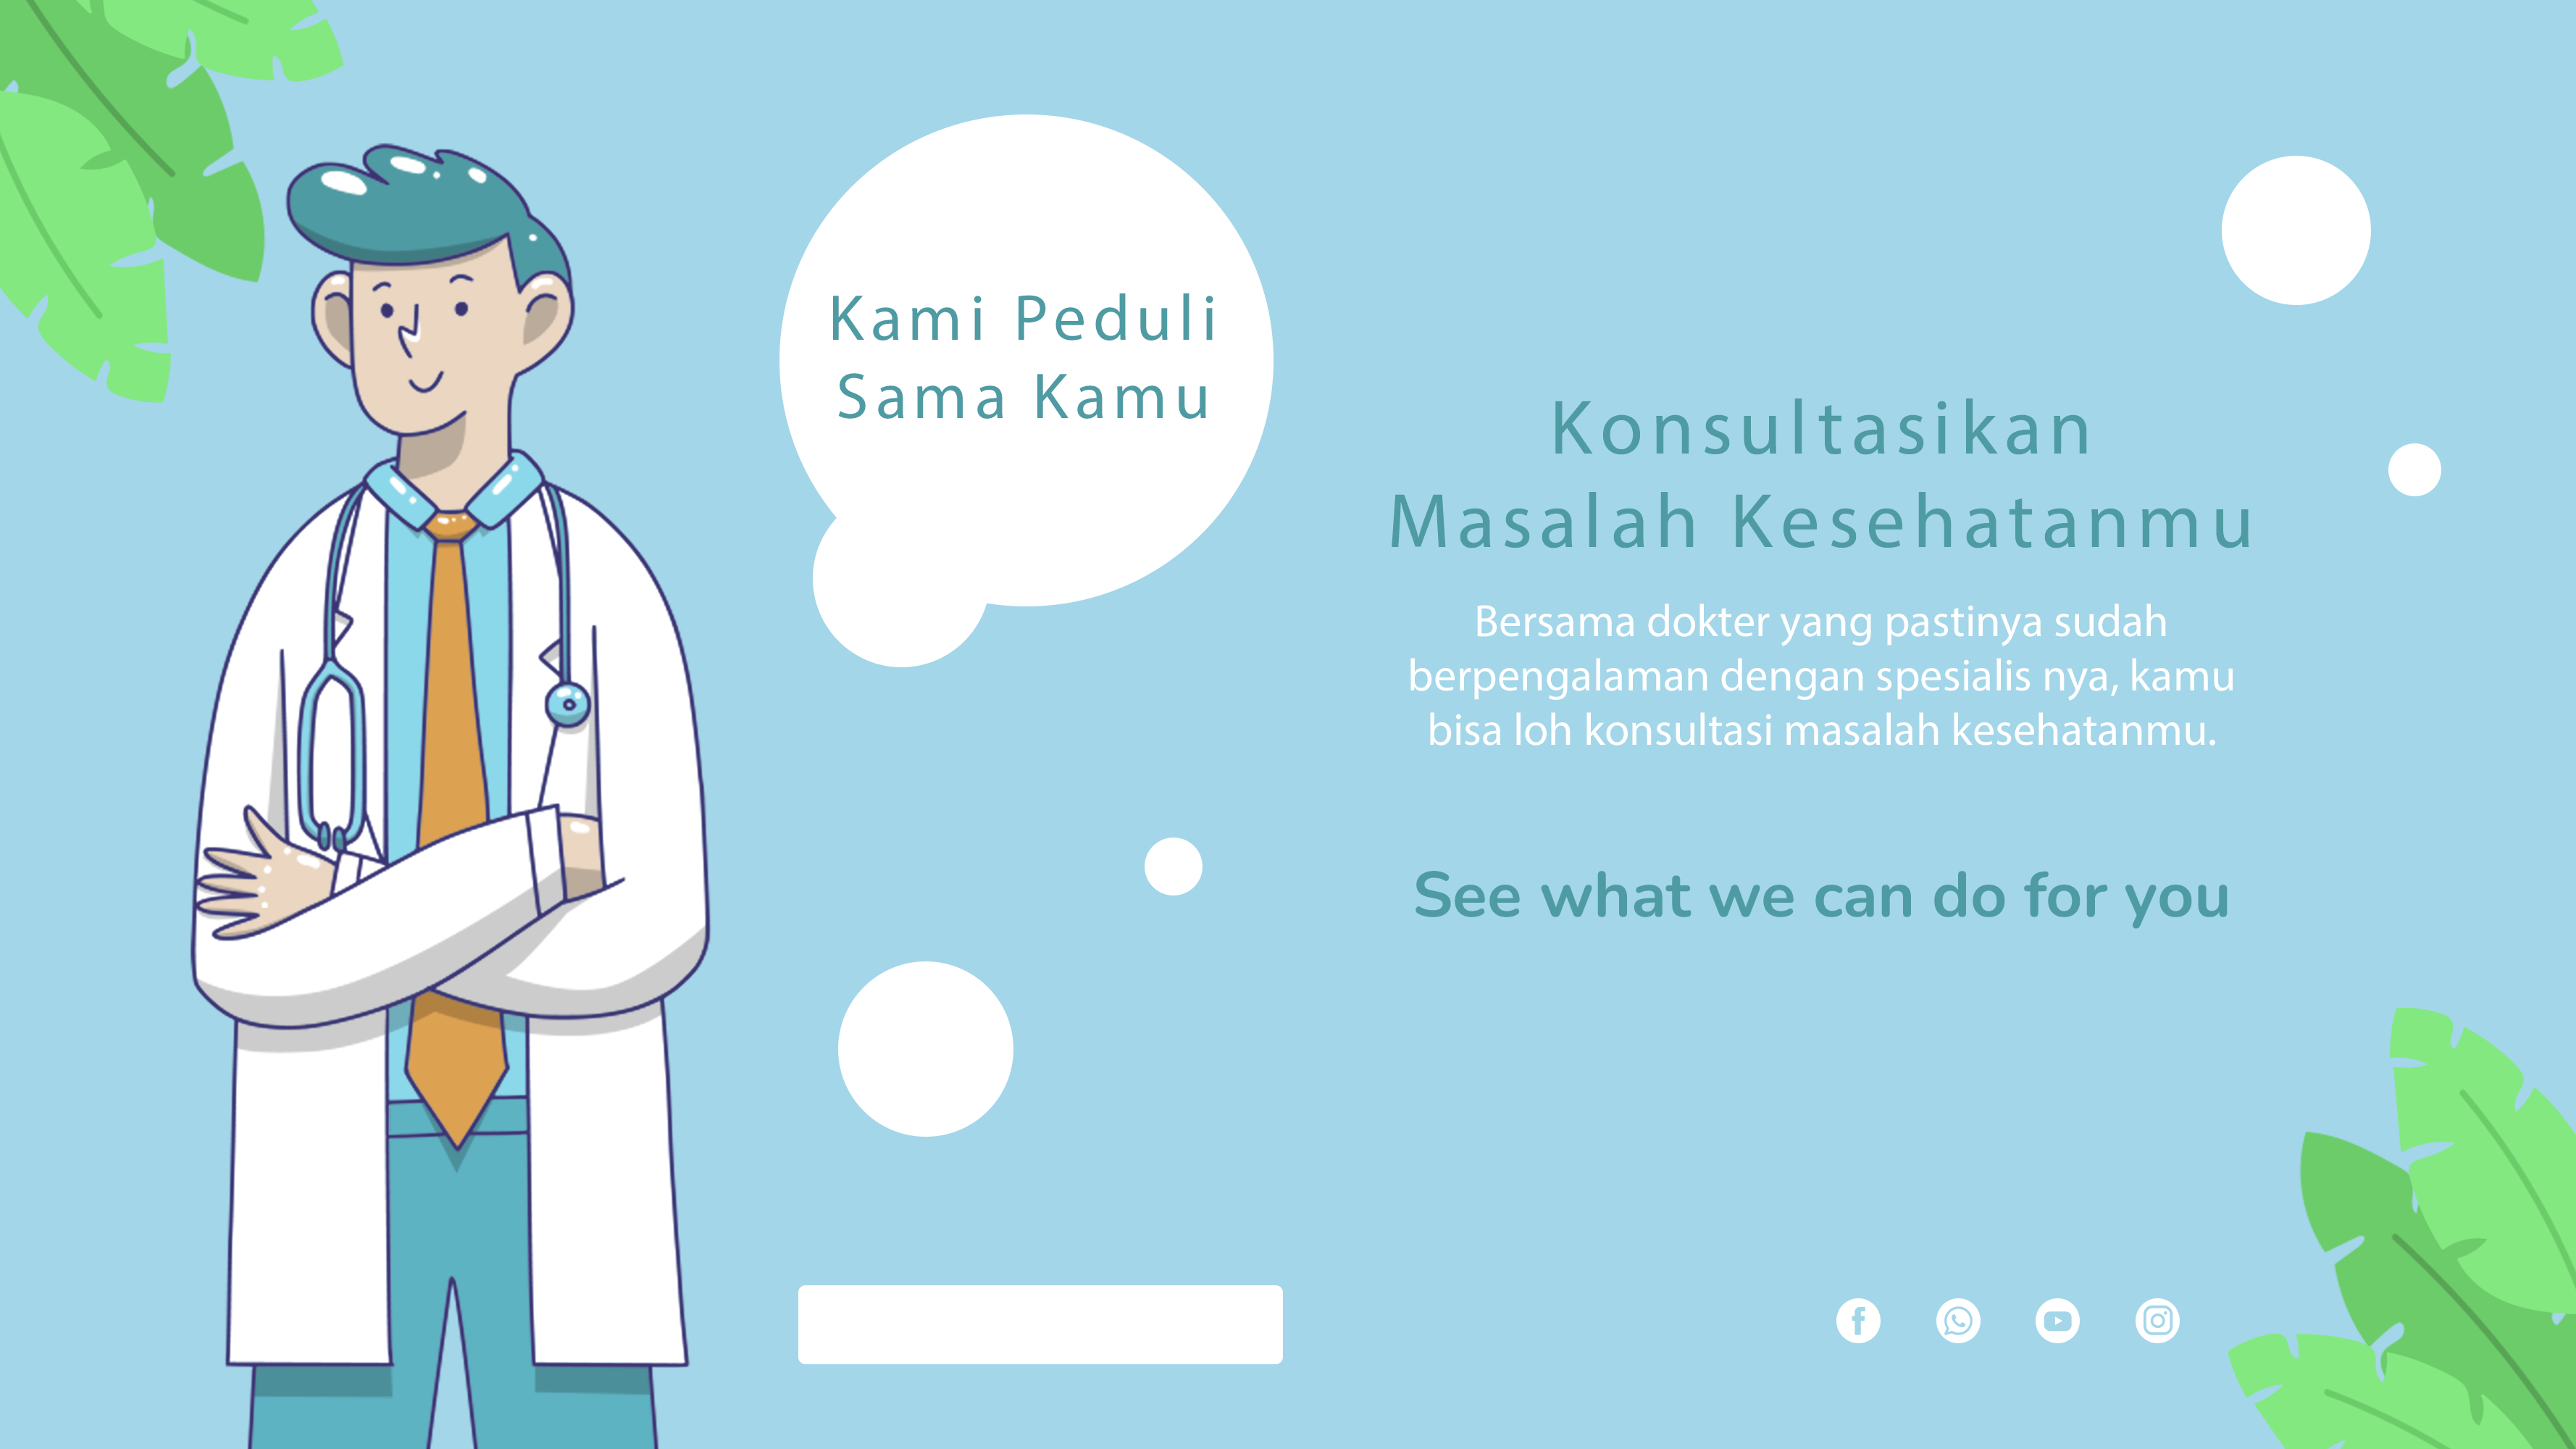 Kami Peduli
Sama Kamu
Konsultasikan
Masalah Kesehatanmu
Bersama dokter yang pastinya sudah
berpengalaman dengan spesialis nya, kamu
bisa loh konsultasi masalah kesehatanmu.
See what we can do for you